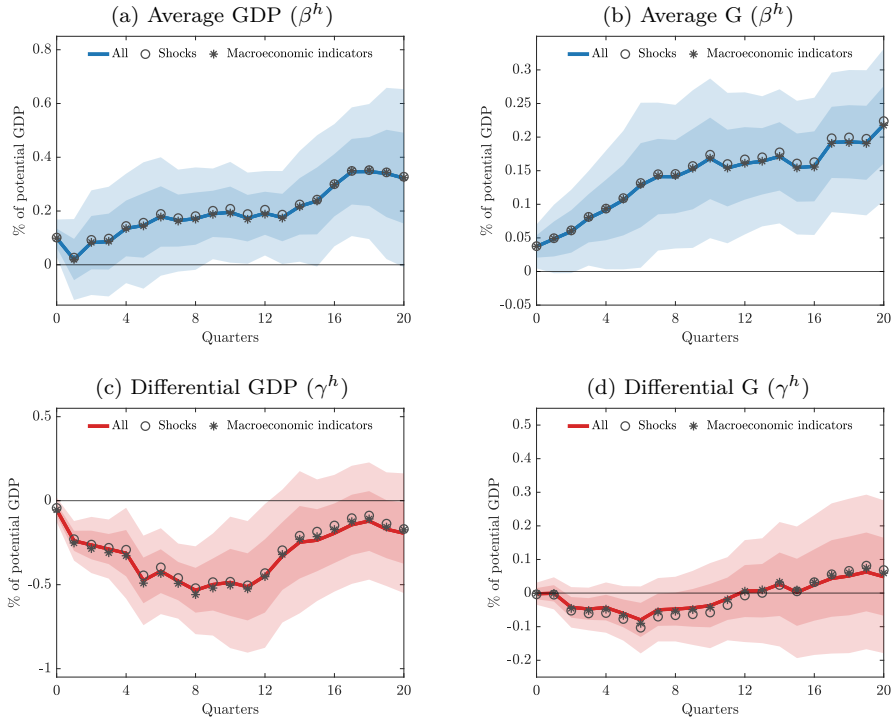 (a) Average GDP (β^h)
All Shocks Macroeconomic indicators
% of potential GDP
0.8
0.6
0.4
0.2
0
0 4 8 12 16 20
Quarters
(b) Average G (β^h)
All Shocks Macroeconomic indicators
% of potential GDP
0.3
0.25
0.2
0.15
0.1
0.05
0
-0.05
0 4 8 12 16 20
Quarters
(c) Differential GDP (γ^h)
All Shocks Macroeconomic indicators
% of potential GDP
0.5
0
-0.5
-1
0 4 8 12 16 20
Quarters
(d) Differential G (γ^h)
All Shocks Macroeconomic indicators
% of potential GDP
0.5
0.4
0.3
0.2
0.1
0
-0.1
-0.2
0 4 8 12 16 20
Quarters